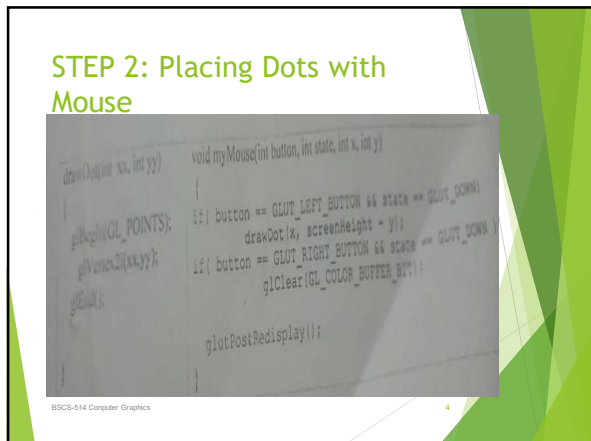 STEP 2: Placing Dots with
Mouse
drawDot(int xx, int yy)
{
glBegin(GL_POINTS);
glVertex2i(xx,yy);
glEnd();
}
void myMouse(int button, int state, int x, int y)
{
if( button == GLUT_LEFT_BUTTON && state == GLUT_DOWN)
drawDot(x, screenHeight - y);
if( button == GLUT_RIGHT_BUTTON && state == GLUT_DOWN )
glClear(GL_COLOR_BUFFER_BIT);
glutPostRedisplay();
}
BSCS-514 Conputer Graphics
4